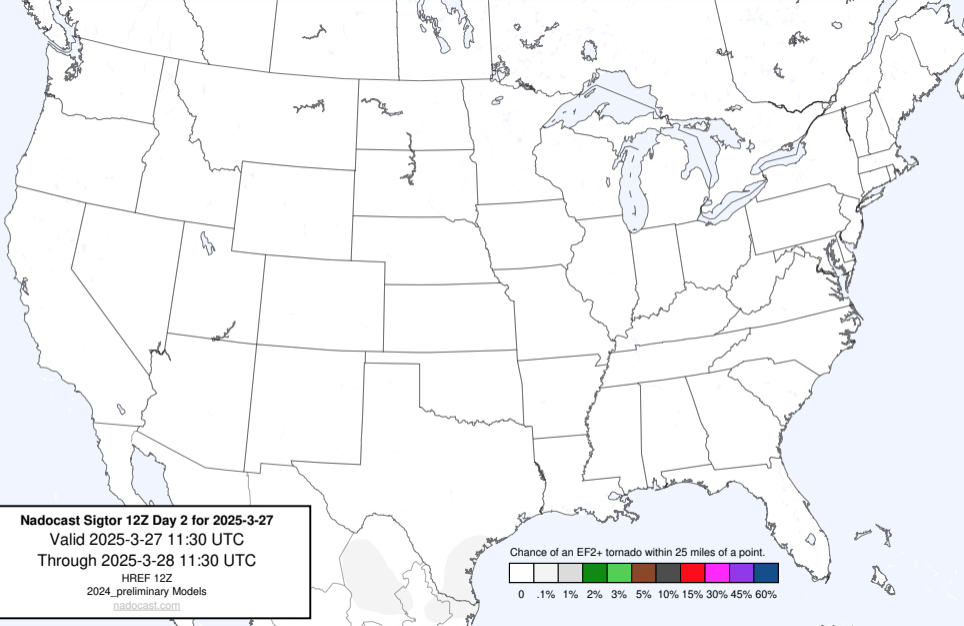 Nadocast Sigtor 12Z Day 2 for 2025-3-27
Valid 2025-3-27 11:30 UTC
Through 2025-3-28 11:30 UTC
HREF 12Z
2024_preliminary Models
nadocast.com
Chance of an EF2+ tornado within 25 miles of a point.
0 .1% 1% 2% 3% 5% 10% 15% 30% 45% 60%